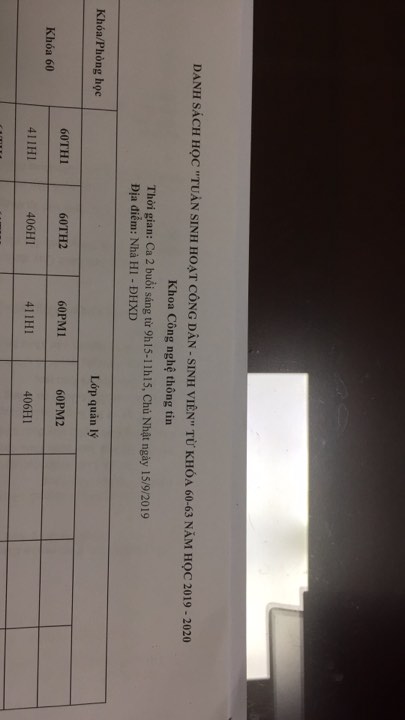 DANH SÁCH HỌC "TUẦN SINH HOẠT CÔNG DÂN - SINH VIÊN" TỪ KHÓA 60-63 NĂM HỌC 2019 - 2020
Khoa Công nghệ thông tin
Thời gian: Ca 2 buổi sáng từ 9h15-11h15, Chủ Nhật ngày 15/9/2019
Địa điểm: Nhà H1 - ĐHXD
Khóa/Phòng học Lớp quản lý
60TH1 60TH2 60PM1 60PM2
Khóa 60
411H1 406H1 411H1 406H1